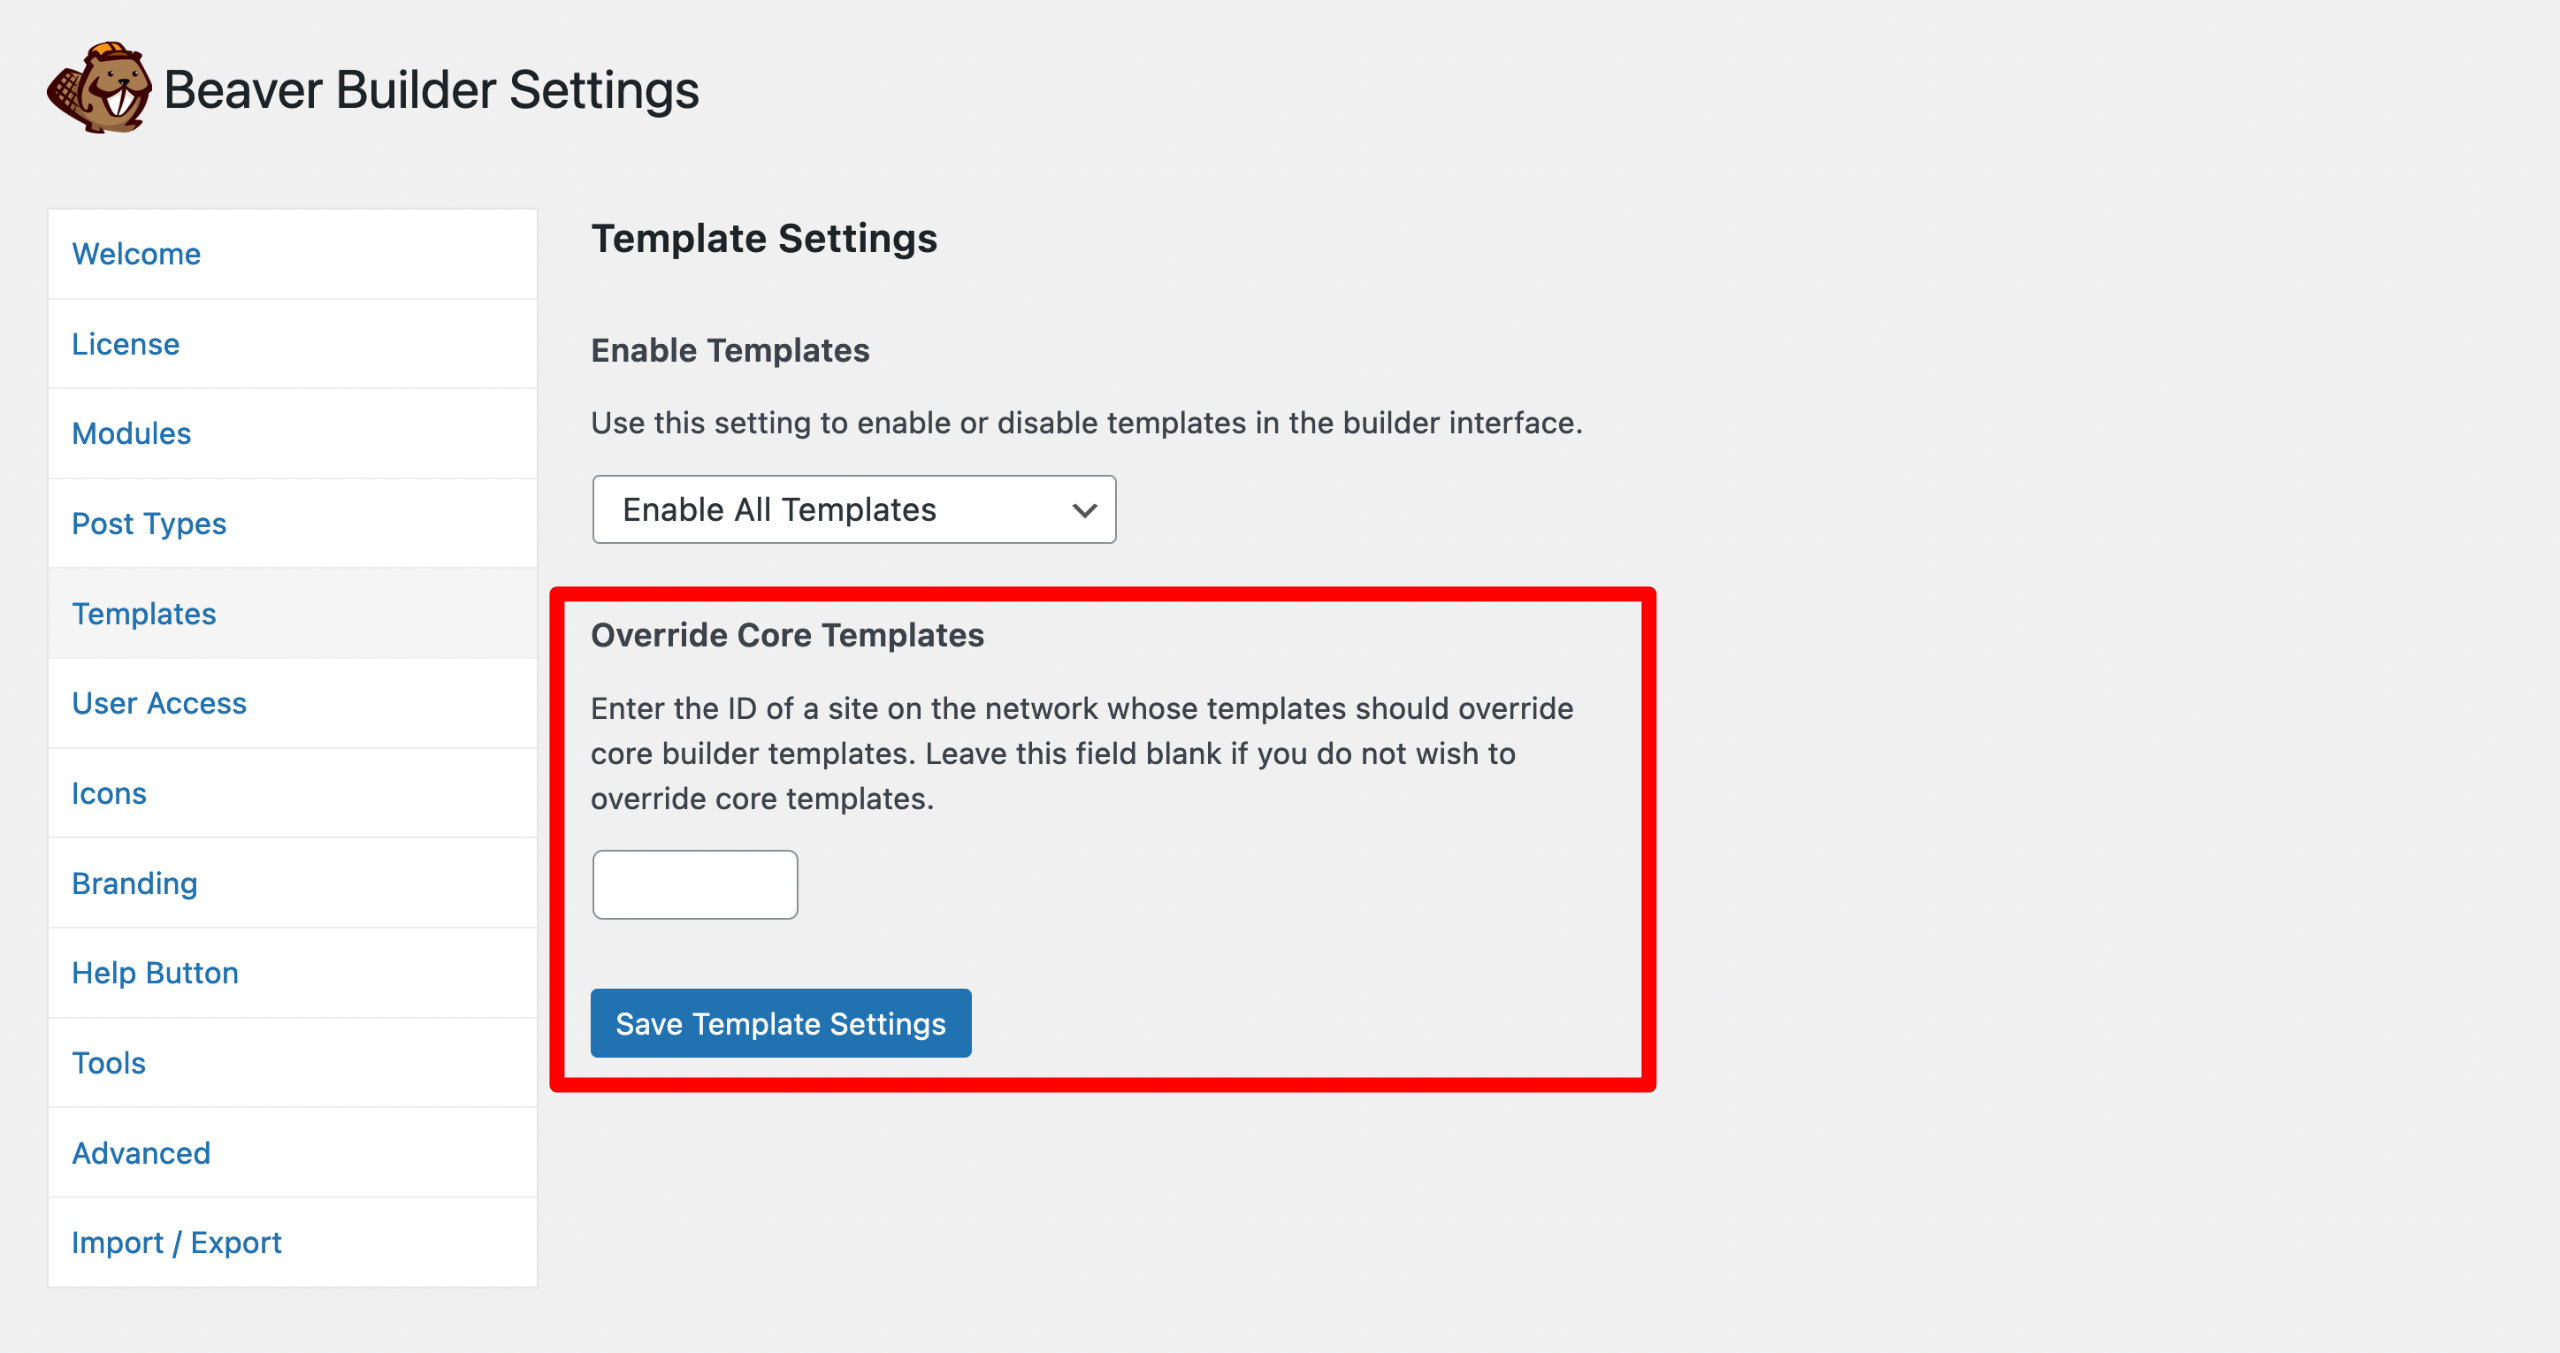 Beaver Builder Settings
Welcome
License
Modules
Post Types
Templates
User Access
Icons
Branding
Help Button
Tools
Advanced
Import / Export
Template Settings
Enable Templates
Use this setting to enable or disable templates in the builder interface.
Enable All Templates
Override Core Templates
Enter the ID of a site on the network whose templates should override
core builder templates. Leave this field blank if you do not wish to
override core templates.
Save Template Settings